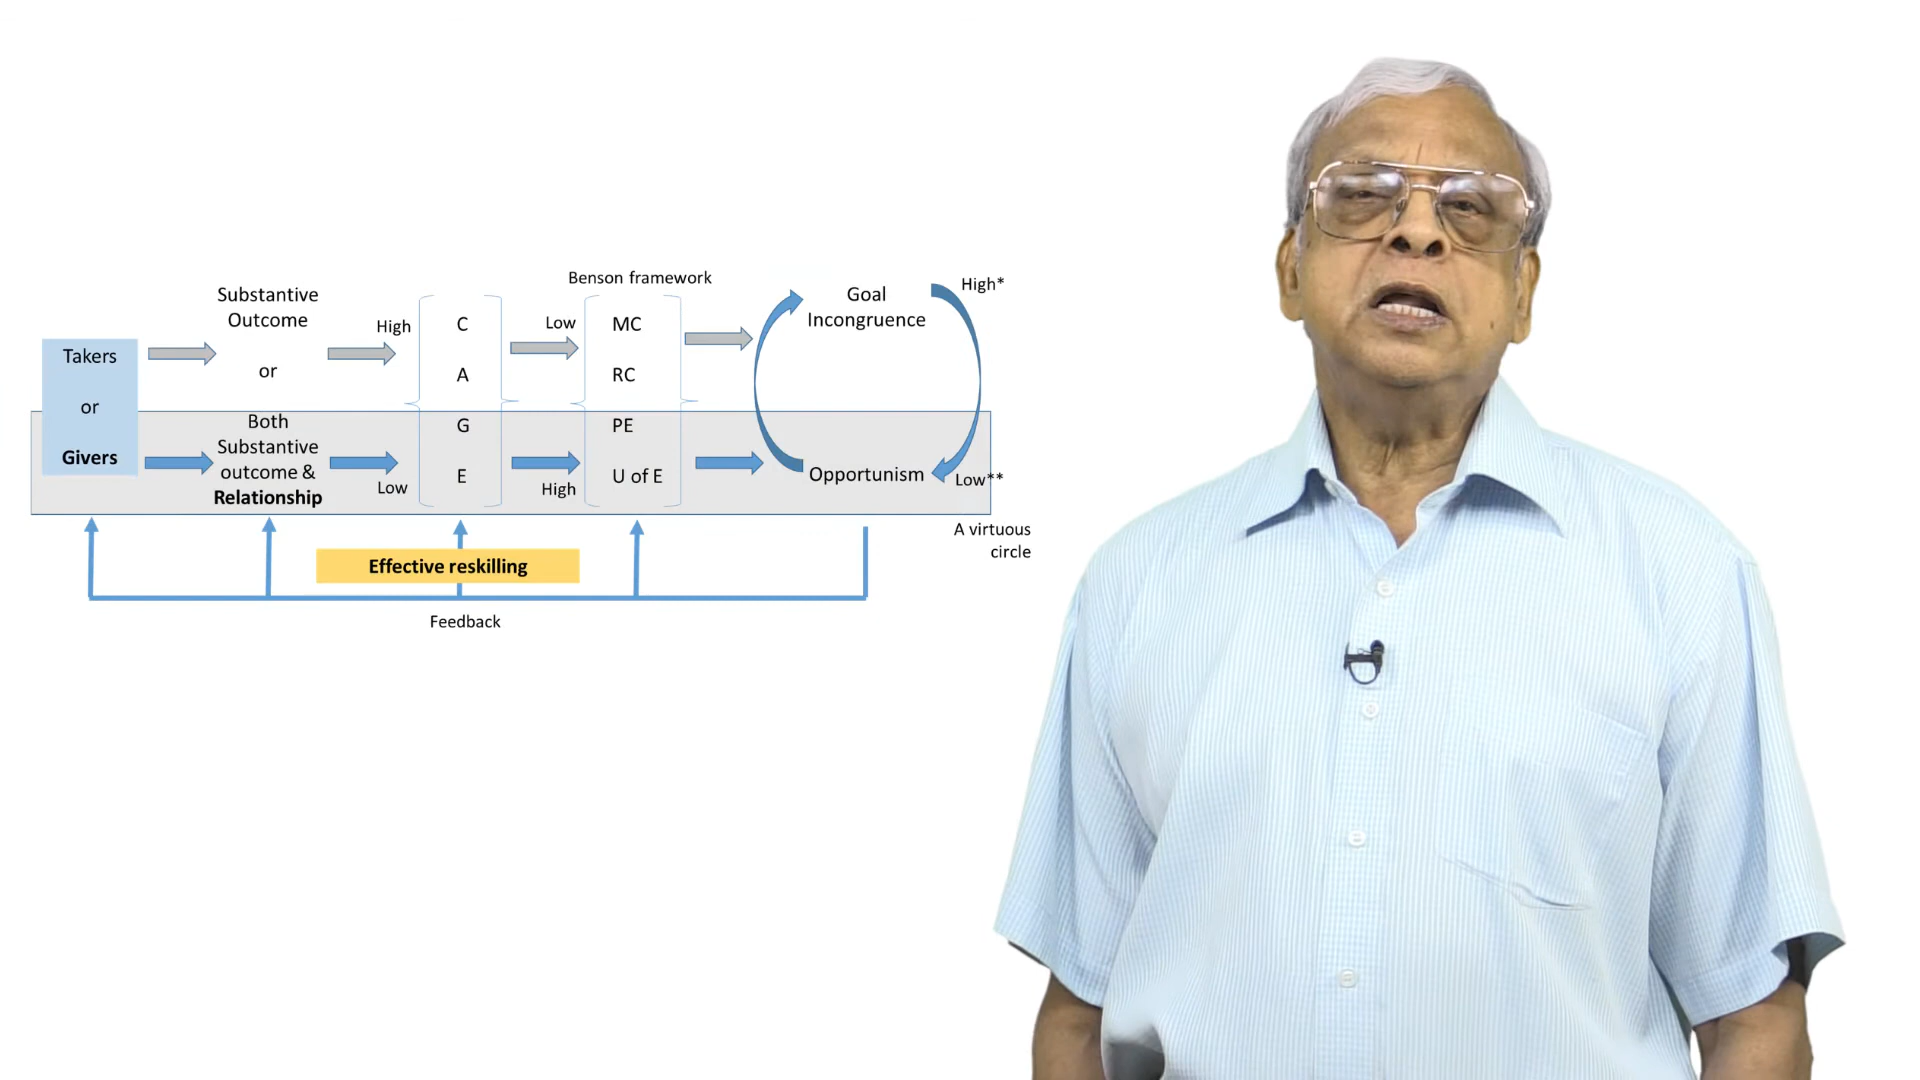 Benson framework
Takers
or
Givers
Substantive
Outcome
or
Both
Substantive
outcome &
Relationship
High
Low
C
A
G
E
Low
High
MC
RC
PE
U of E
Goal
Incongruence
Opportunism
High*
Low**
A virtuous
circle
Effective reskilling
Feedback